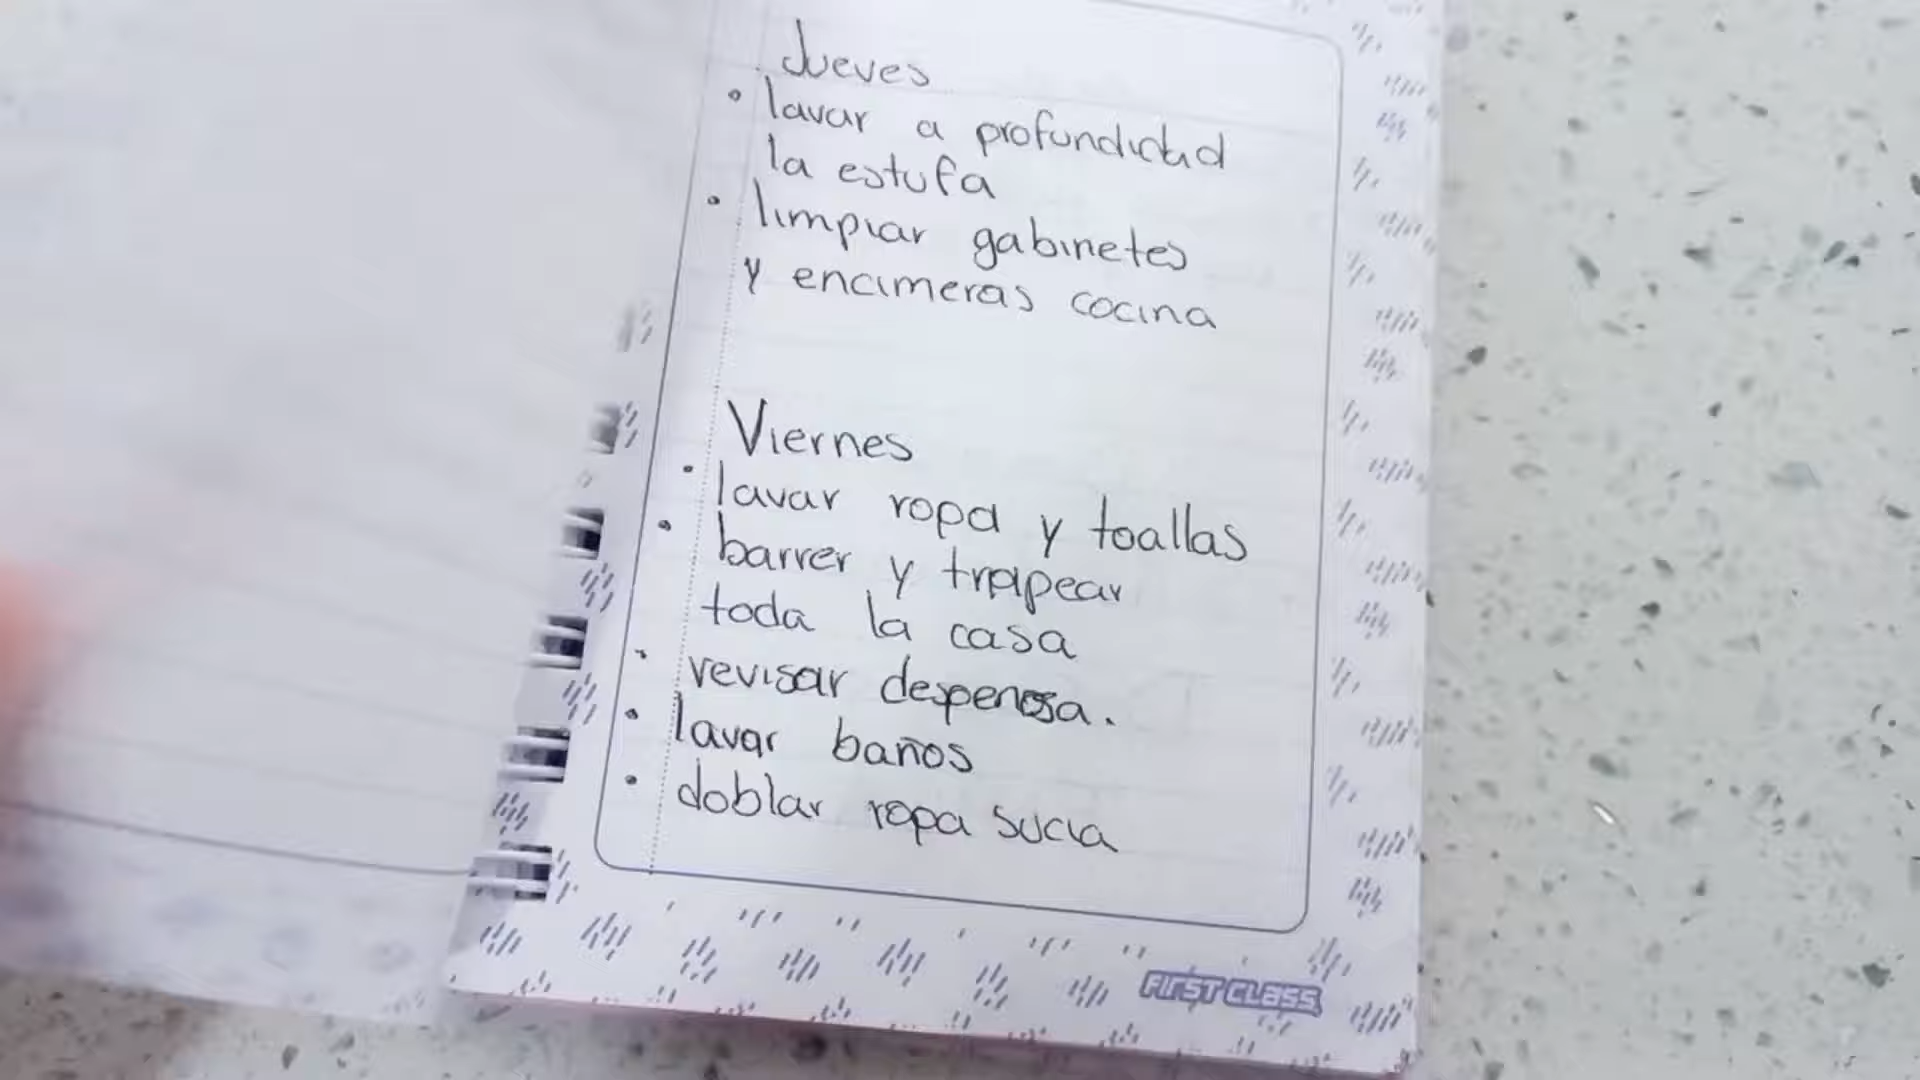 Jueves
• lavar a profundidad
la estufa
• limpiar gabinetes
y encimeras cocina
Viernes
• lavar ropa y toallas
• barrer y trapear
toda la casa
• revisar despensa.
• lavar baños
• doblar ropa sucia
FIRST CLASS